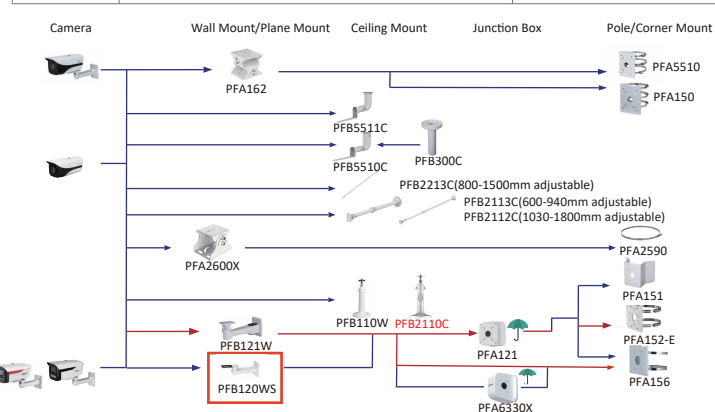 Camera
Wall Mount/Plane Mount
Ceiling Mount
Junction Box
Pole/Corner Mount
PFA162
PFA5510
PFA150
PFB5511C
PFB5510C
PFB300C
PFB2213C(800-1500mm adjustable)
PFB2113C(600-940mm adjustable)
PFB2112C(1030-1800mm adjustable)
PFA2600X
PFA2590
PFA151
PFB110W
PFB2110C
PFB121W
PFA121
PFA152-E
PFB120WS
PFA156
PFA6330X